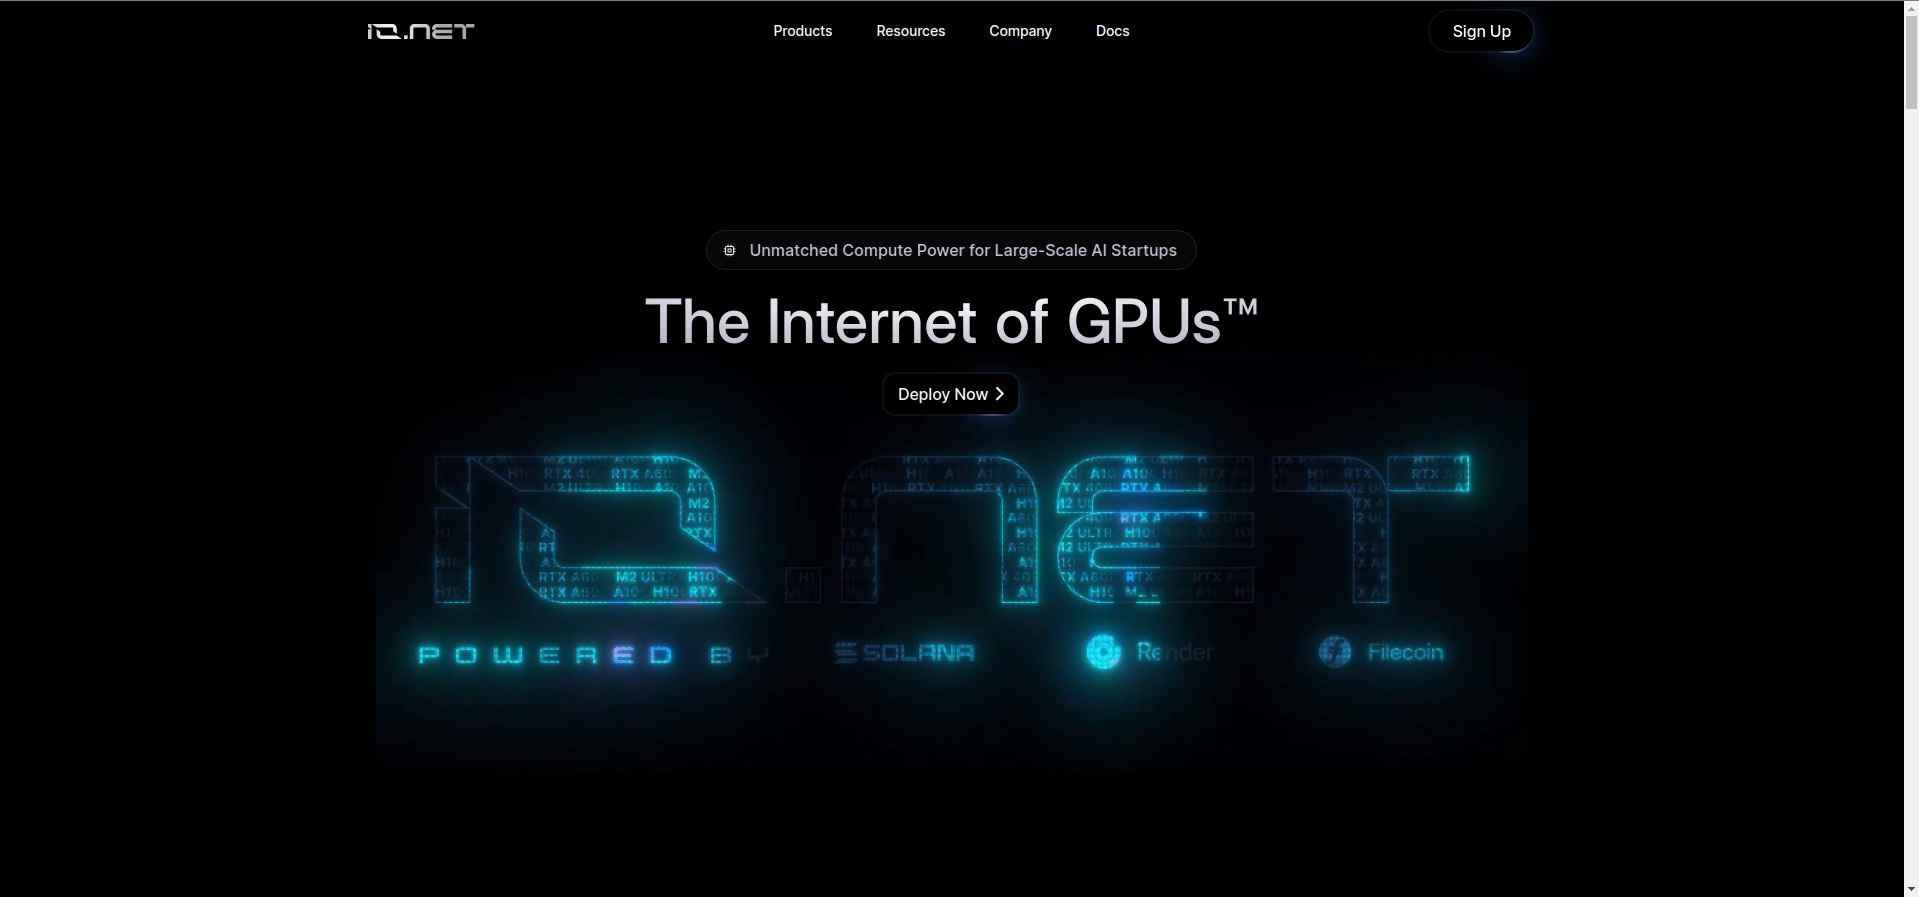 io.net
Products
Resources
Company
Docs
Sign Up
Unmatched Compute Power for Large-Scale AI Startups
The Internet of GPUs™
Deploy Now
io.net
POWERED BY
SOLANA
Render
Filecoin